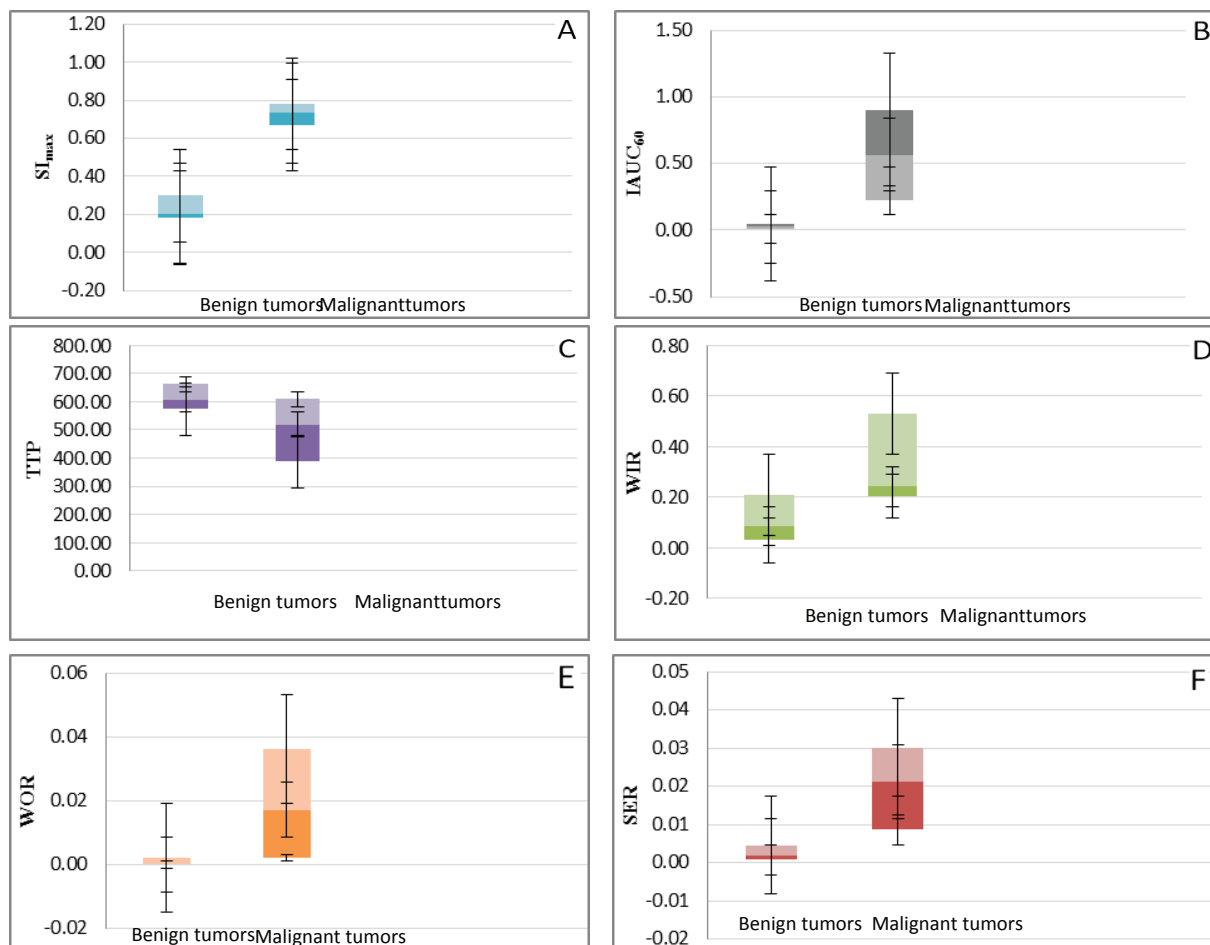 A
1.20
1.00
0.80
0.60
0.40
0.20
0.00
-0.20
SImax
Benign tumors Malignanttumors
B
1.50
1.00
0.50
0.00
-0.50
IAUC60
Benign tumors Malignanttumors
C
800.00
700.00
600.00
500.00
400.00
300.00
200.00
100.00
0.00
TTP
Benign tumors Malignanttumors
D
0.80
0.60
0.40
0.20
0.00
-0.20
WIR
Benign tumors Malignanttumors
E
0.06
0.04
0.02
0.00
-0.02
WOR
Benign tumors Malignant tumors
F
0.05
0.04
0.03
0.02
0.01
0.00
-0.01
-0.02
SER
Benign tumors Malignant tumors